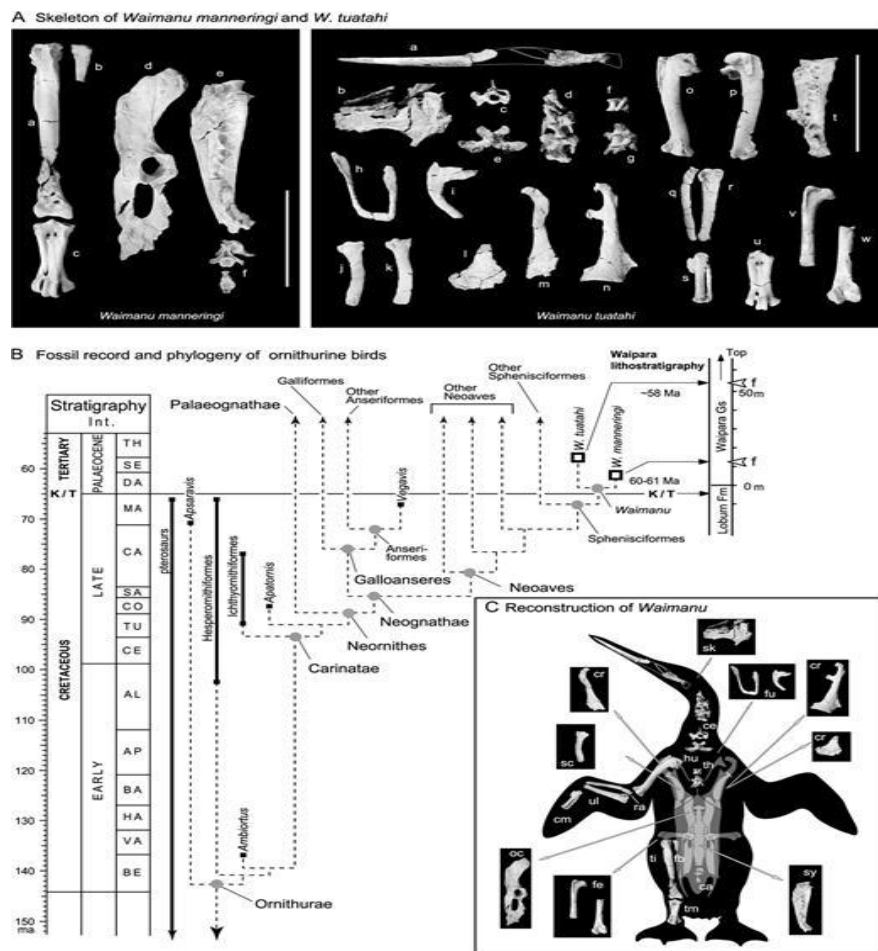 A Skeleton of Waimanu manneringi and W. tuatahi
a
b
c
d
e
f
Waimanu manneringi
a
b
c
d
e
f
g
h
i
j
k
l
m
n
o
p
q
r
s
t
u
v
w
Waimanu tuatahi
B Fossil record and phylogeny of ornithurine birds
Stratigraphy
Int.
TERTIARY
PALAEOCENE
TH
SE
DA
K / T
CRETACEOUS
LATE
MA
CA
SA
CO
TU
CE
EARLY
AL
AP
BA
HA
VA
BE
60
70
80
90
100
110
120
130
140
150
ma
pterosaurs
Apsaravis
Hesperornithiformes
Ichthyornithiformes
Apatornis
Ambiortus
Vegavis
Palaeognathae
Galliformes
Other
Anseriformes
Other
Neoaves
Other
Sphenisciformes
W. tuatahi
W. manneringi
Waipara
lithostratigraphy
~58 Ma
60-61 Ma
K / T
Top
f
50m
f
0 m
Waipara Gs
Loburn Fm
Waimanu
Sphenisciformes
Anseri-
formes
Galloanseres
Neoaves
Neognathae
Neornithes
Carinatae
Ornithurae
C Reconstruction of Waimanu
sk
cr
fu
cr
cr
sc
ce
hu
th
ul
ra
cm
oc
ti
fb
fe
ca
tm
sy